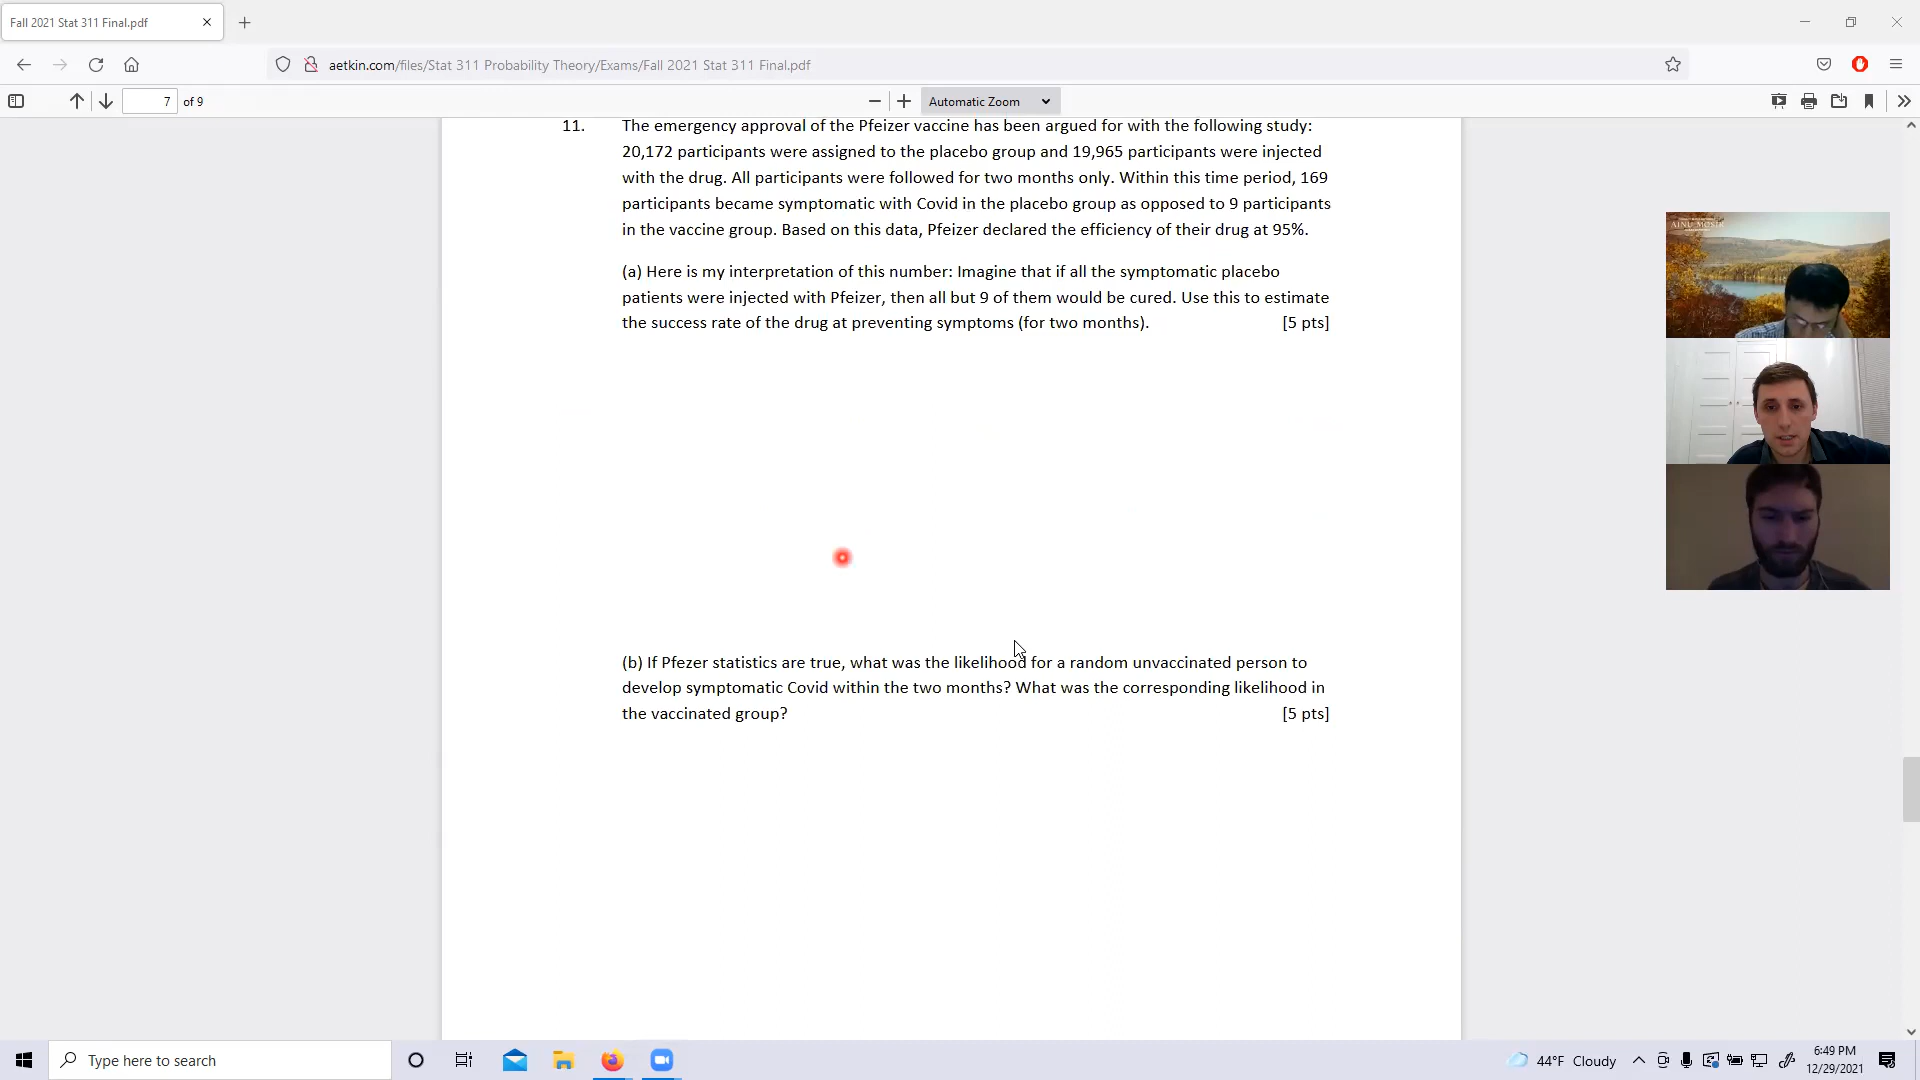 Fall 2021 Stat 311 Final.pdf
aetkin.com/files/Stat 311 Probability Theory/Exams/Fall 2021 Stat 311 Final.pdf
7 of 9
Automatic Zoom
11. The emergency approval of the Pfeizer vaccine has been argued for with the following study:
20,172 participants were assigned to the placebo group and 19,965 participants were injected
with the drug. All participants were followed for two months only. Within this time period, 169
participants became symptomatic with Covid in the placebo group as opposed to 9 participants
in the vaccine group. Based on this data, Pfeizer declared the efficiency of their drug at 95%.
(a) Here is my interpretation of this number: Imagine that if all the symptomatic placebo
patients were injected with Pfeizer, then all but 9 of them would be cured. Use this to estimate
the success rate of the drug at preventing symptoms (for two months). [5 pts]
(b) If Pfezer statistics are true, what was the likelihood for a random unvaccinated person to
develop symptomatic Covid within the two months? What was the corresponding likelihood in
the vaccinated group? [5 pts]
Type here to search
44°F Cloudy
6:49 PM
12/29/2021